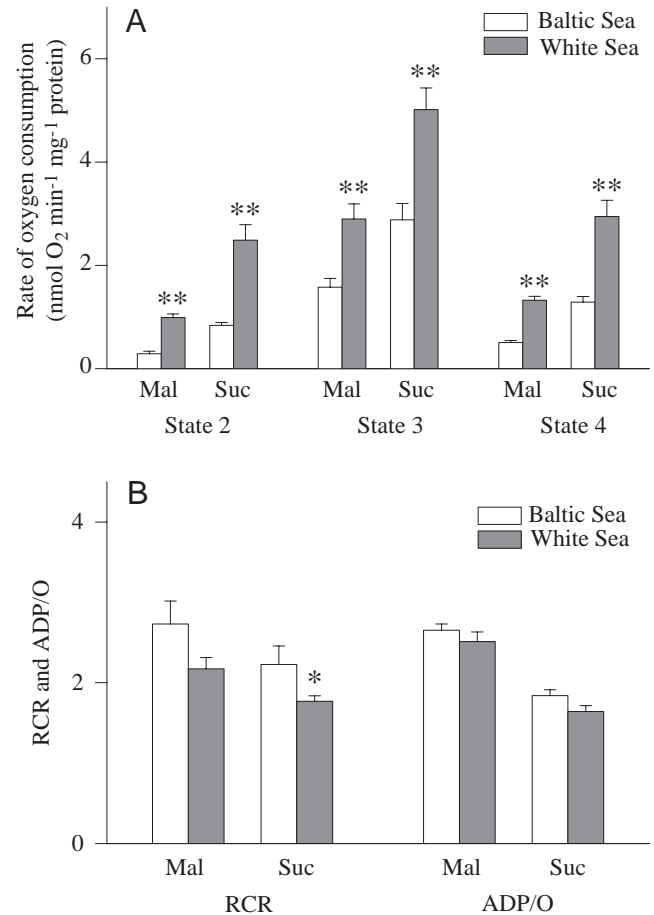 A
Baltic Sea
White Sea
Rate of oxygen consumption
(nmol O2 min-1 mg-1 protein)
6
4
2
0
**
**
**
**
**
**
Mal
Suc
Mal
Suc
Mal
Suc
State 2
State 3
State 4
B
Baltic Sea
White Sea
RCR and ADP/O
4
2
0
*
Mal
Suc
Mal
Suc
RCR
ADP/O